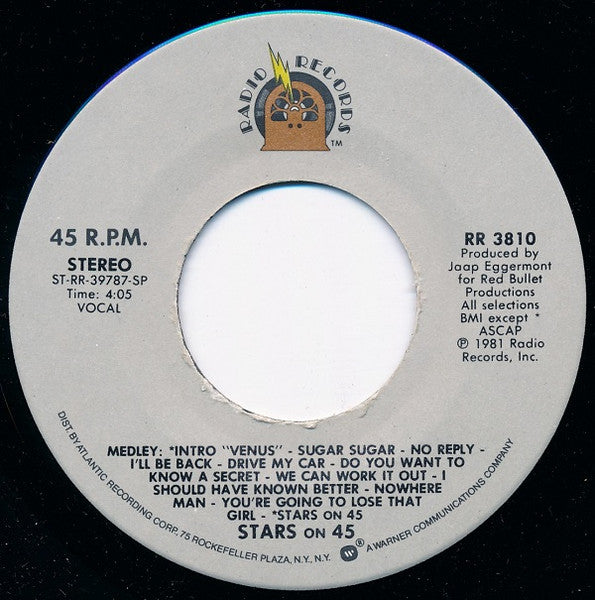 RADIO RECORDS
TM
45 R.P.M.
STEREO
ST-RR-39787-SP
Time: 4:05
VOCAL
RR 3810
Produced by
Jaap Eggermont
for Red Bullet
Productions
All selections
BMI except *
ASCAP
℗ 1981 Radio
Records, Inc.
MEDLEY: *INTRO "VENUS" - SUGAR SUGAR - NO REPLY -
I'LL BE BACK - DRIVE MY CAR - DO YOU WANT TO
KNOW A SECRET - WE CAN WORK IT OUT - I
SHOULD HAVE KNOWN BETTER - NOWHERE
MAN - YOU'RE GOING TO LOSE THAT
GIRL - *STARS ON 45
STARS ON 45
DIST. BY ATLANTIC RECORDING CORP., 75 ROCKEFELLER PLAZA, N.Y., N.Y. W® A WARNER COMMUNICATIONS COMPANY